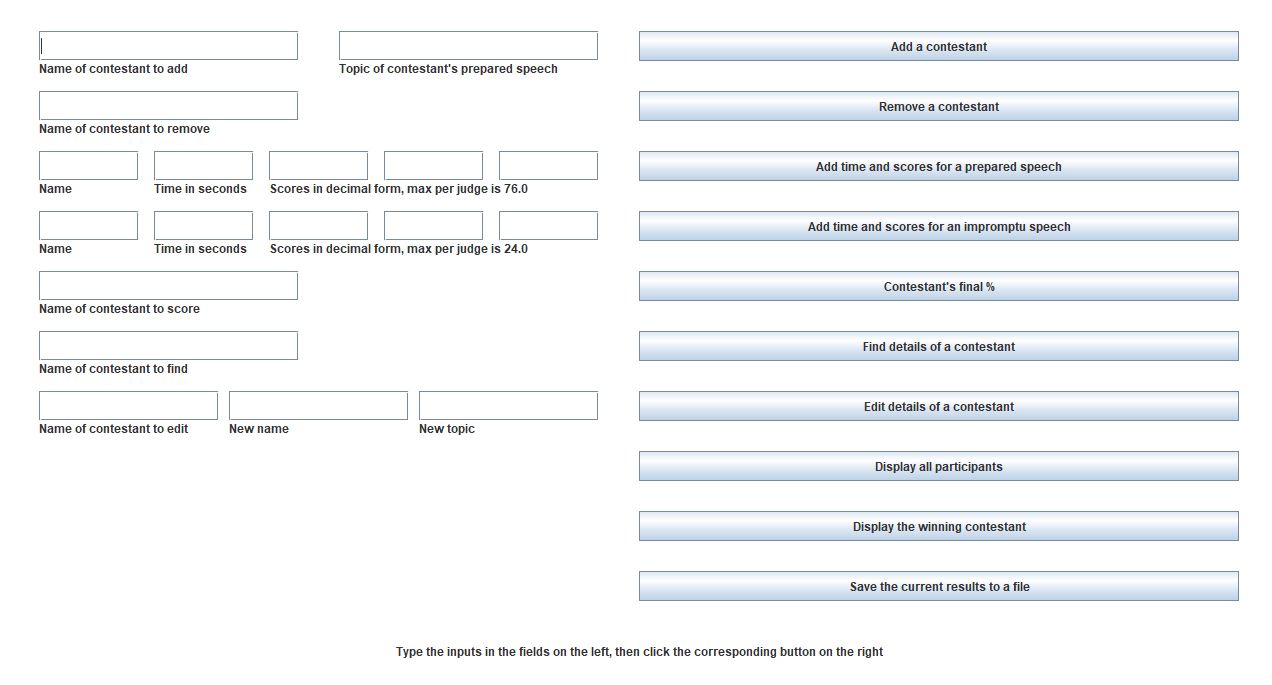 Add a contestant
Name of contestant to add
Topic of contestant's prepared speech
Remove a contestant
Name of contestant to remove
Add time and scores for a prepared speech
Name
Time in seconds
Scores in decimal form, max per judge is 76.0
Add time and scores for an impromptu speech
Name
Time in seconds
Scores in decimal form, max per judge is 24.0
Contestant's final %
Name of contestant to score
Find details of a contestant
Name of contestant to find
Edit details of a contestant
Name of contestant to edit
New name
New topic
Display all participants
Display the winning contestant
Save the current results to a file
Type the inputs in the fields on the left, then click the corresponding button on the right